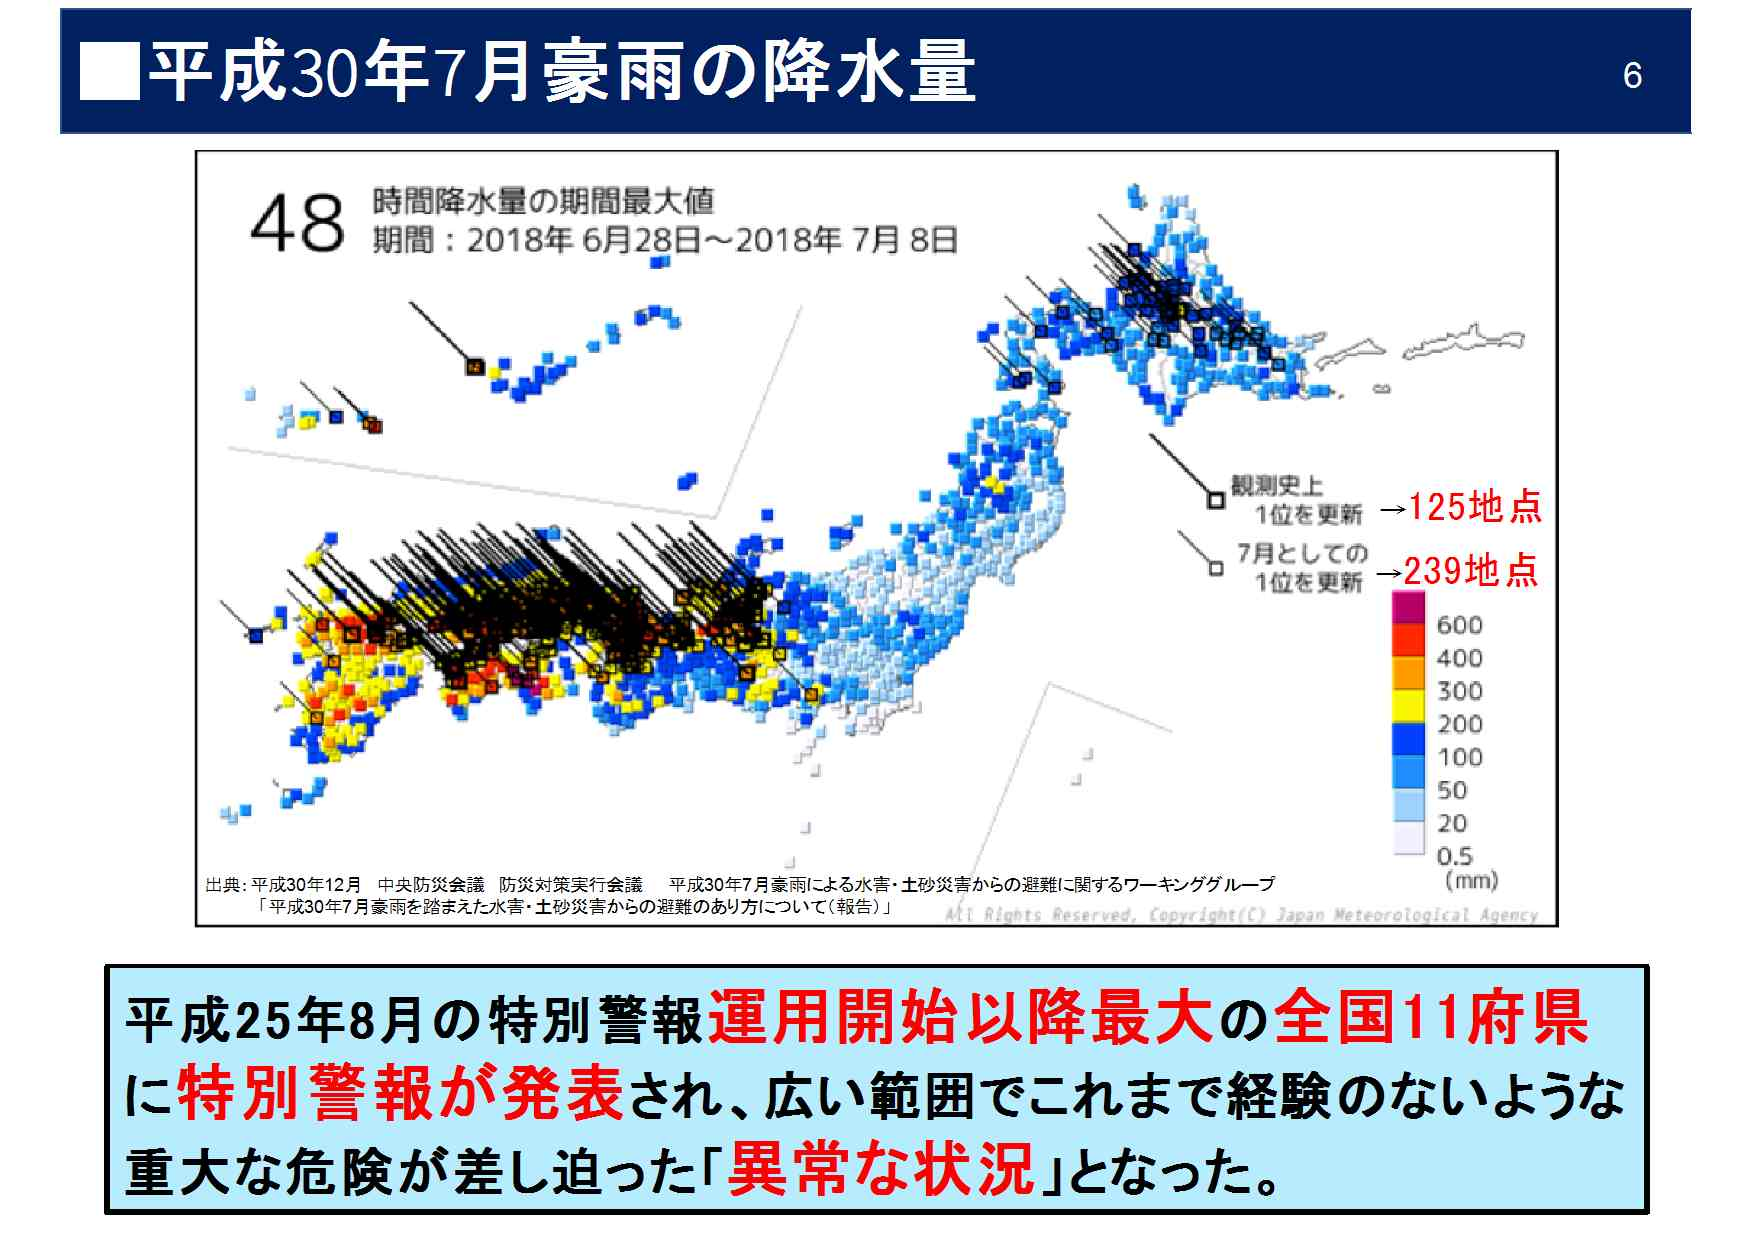 ■平成30年7月豪雨の降水量
6
48 時間降水量の期間最大値
期間：2018年 6月28日～2018年 7月 8日
観測史上
1位を更新 →125地点
7月としての
1位を更新 →239地点
600
400
300
200
100
50
20
0.5
(mm)
出典：平成30年12月 中央防災会議 防災対策実行会議 平成30年7月豪雨による水害・土砂災害からの避難に関するワーキンググループ
「平成30年7月豪雨を踏まえた水害・土砂災害からの避難のあり方について（報告）」
All Rights Reserved, Copyright(C) Japan Meteorological Agency
平成25年8月の特別警報運用開始以降最大の全国11府県
に特別警報が発表され、広い範囲でこれまで経験のないような
重大な危険が差し迫った「異常な状況」となった。